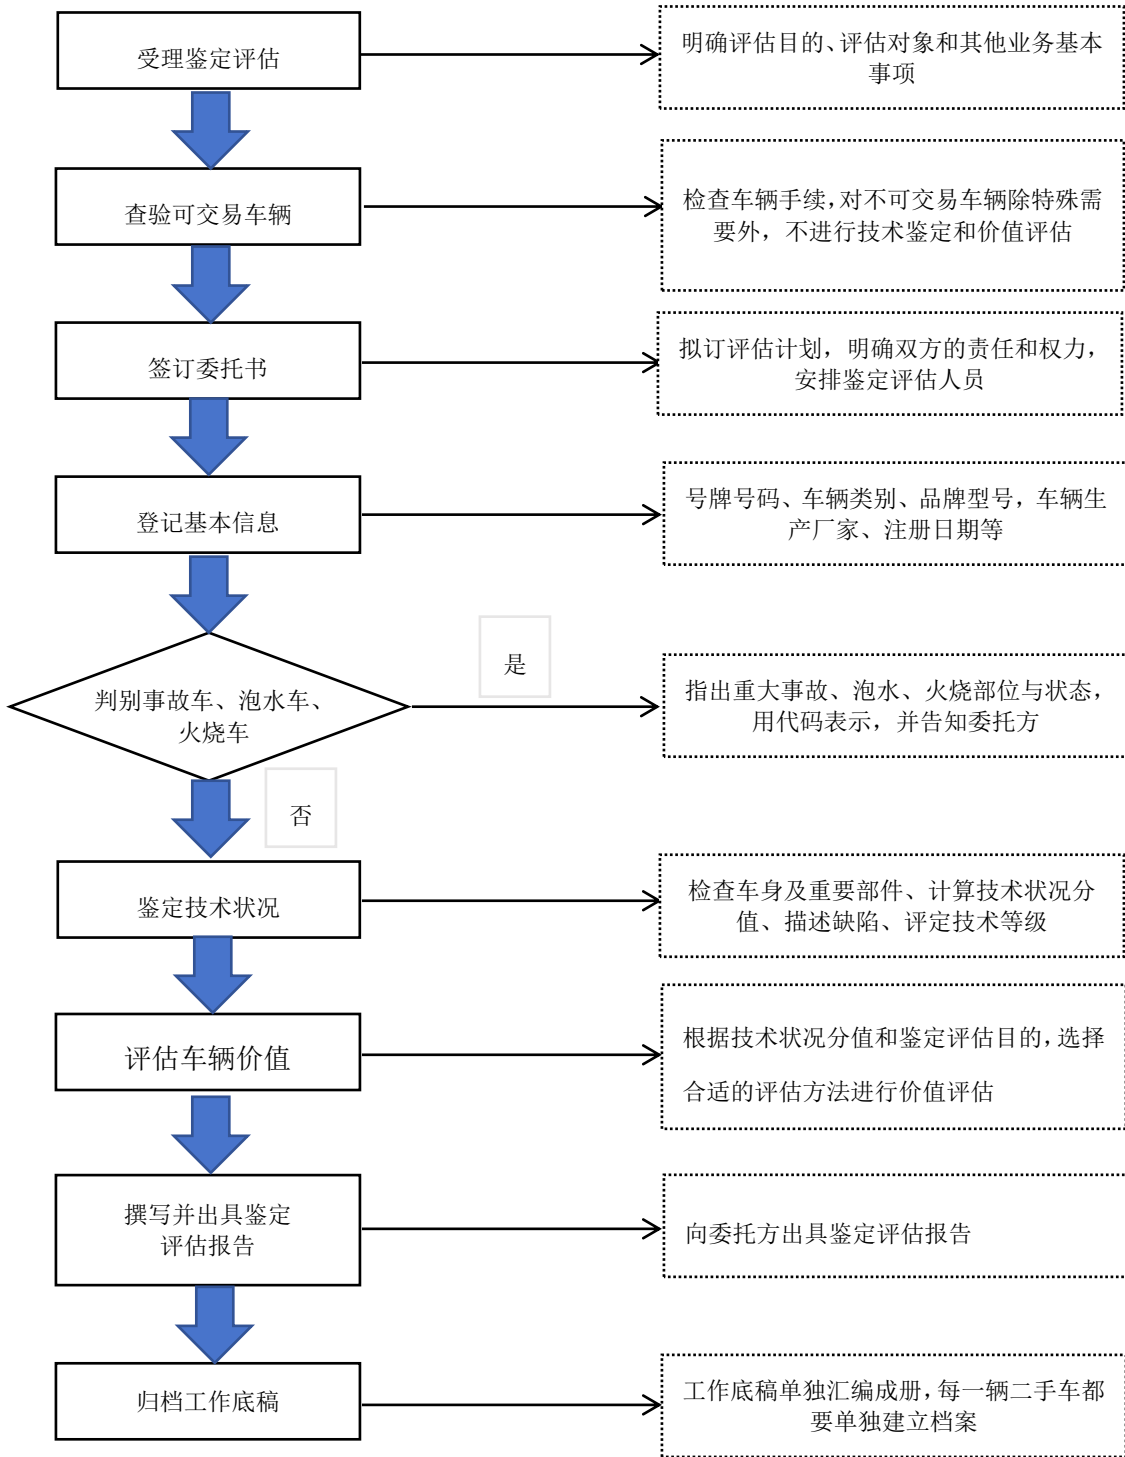 受理鉴定评估
明确评估目的、评估对象和其他业务基本
事项
查验可交易车辆
检查车辆手续，对不可交易车辆除特殊需
要外，不进行技术鉴定和价值评估
签订委托书
拟订评估计划，明确双方的责任和权力，
安排鉴定评估人员
登记基本信息
号牌号码、车辆类别、品牌型号，车辆生
产厂家、注册日期等
判别事故车、泡水车、
火烧车
是
指出重大事故、泡水、火烧部位与状态，
用代码表示，并告知委托方
否
鉴定技术状况
检查车身及重要部件、计算技术状况分
值、描述缺陷、评定技术等级
评估车辆价值
根据技术状况分值和鉴定评估目的，选择
合适的评估方法进行价值评估
撰写并出具鉴定
评估报告
向委托方出具鉴定评估报告
归档工作底稿
工作底稿单独汇编成册，每一辆二手车都
要单独建立档案